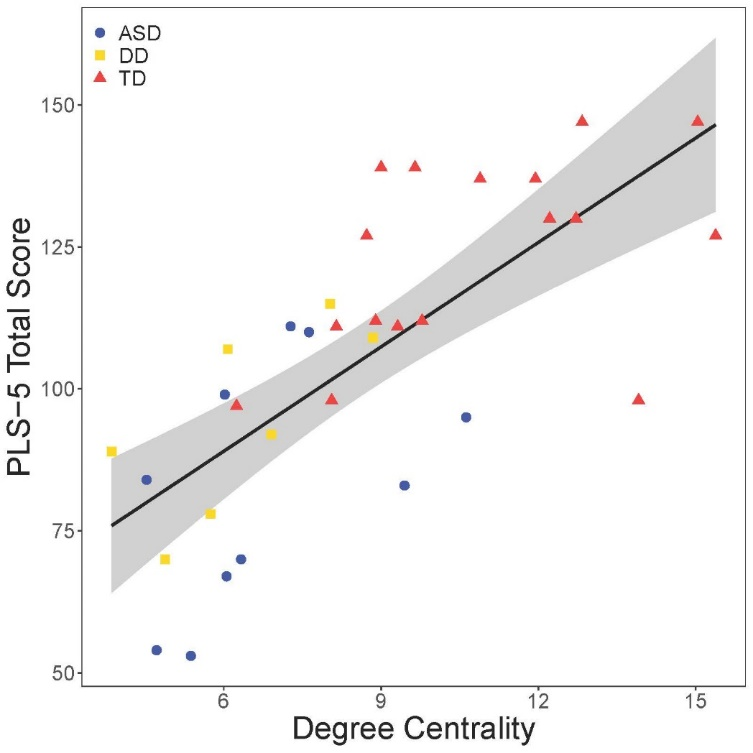 ASD
DD
TD
150
125
100
75
50
PLS−5 Total Score
6 9 12 15
Degree Centrality